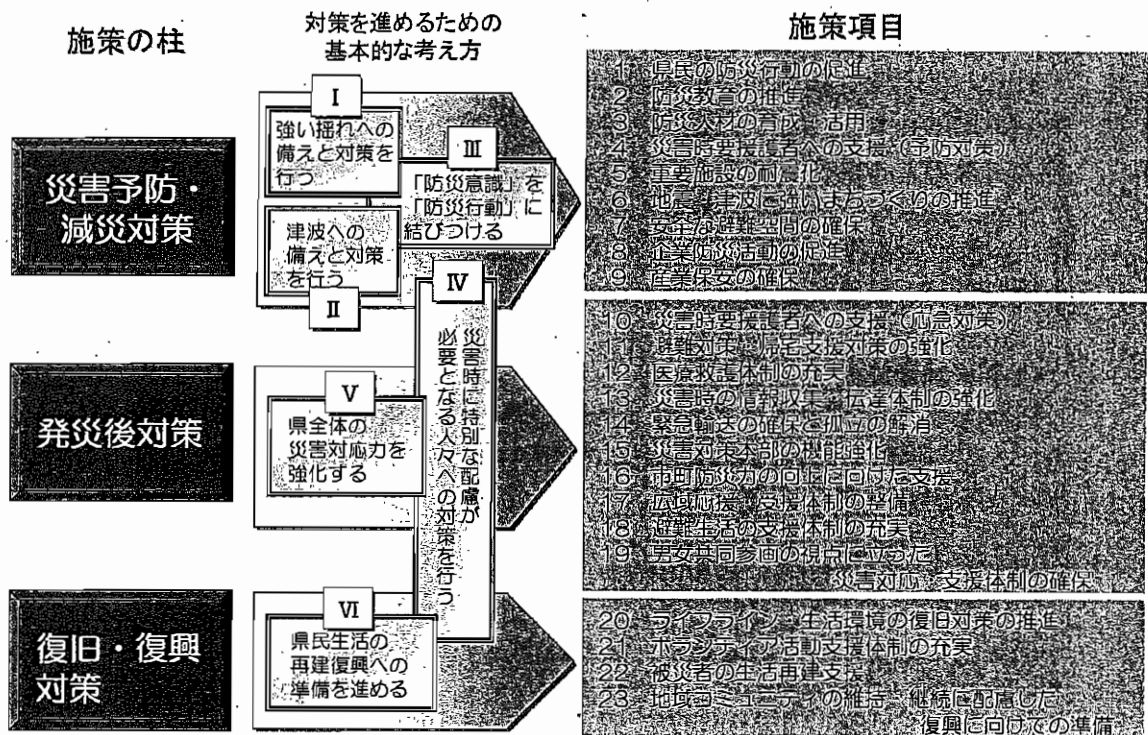 施策の柱
対策を進めるための
基本的な考え方
施策項目
災害予防・
減災対策
Ⅰ
強い揺れへの
備えと対策を
行う
Ⅱ
津波への
備えと対策
を行う
Ⅲ
「防災意識」を
「防災行動」に
結びつける
Ⅳ
災害時に特別な配慮が
必要となる人々への対策を行う
1 県民の防災行動の促進
2 防災教育の推進
3 防災人材の育成・活用
4 災害時要援護者への支援（予防対策）
5 重要施設の耐震化
6 地震・津波に強いまちづくりの推進
7 安全な避難空間の確保
8 企業防災活動の促進
9 産業保安の確保
発災後対策
Ⅴ
県全体の
災害対応力を
強化する
10 災害時要援護者への支援（応急対策）
11 避難対策・帰宅支援対策の強化
12 医療救護体制の充実
13 災害時の情報収集・伝達体制の強化
14 緊急輸送の確保と孤立の解消
15 災害対策本部の機能強化
16 市町防災力の向上に向けた支援
17 広域応援・支援体制の整備
18 避難生活の支援体制の充実
19 男女共同参画の視点に立った
災害対応・支援体制の確保
復旧・復興
対策
Ⅵ
県民生活の
再建復興への
準備を進める
20 ライフライン・生活環境の復旧対策の推進
21 ボランティア活動支援体制の充実
22 被災者の生活再建支援
23 地域コミュニティの維持・継続に配慮した
復興に向けての準備